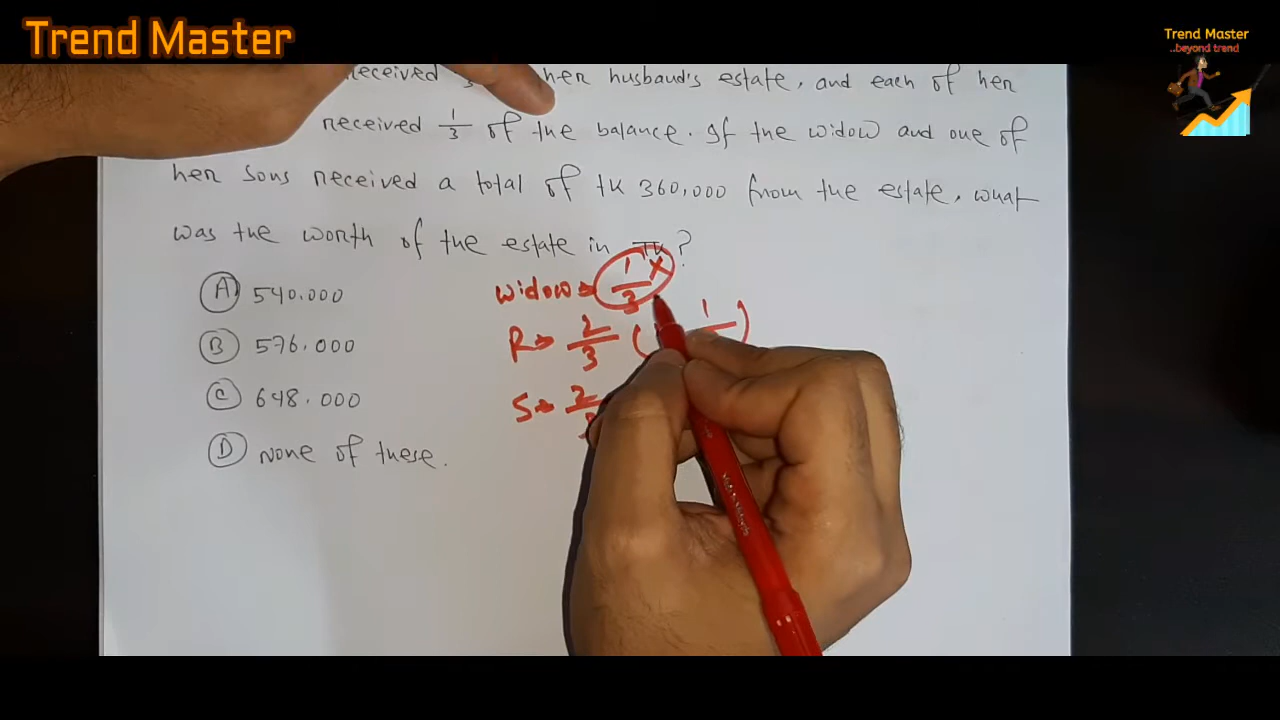 Trend Master
Trend Master
..beyond trend
received her husband's estate, and each of her
received 1/3 of the balance. If the widow and one of
her sons received a total of tk 360,000 from the estate, what
was the worth of the estate in TK?
(A) 540.000
(B) 576.000
(C) 648.000
(D) None of these.
widow → 1/3 x
R → 2/3 ( 1
S → 2